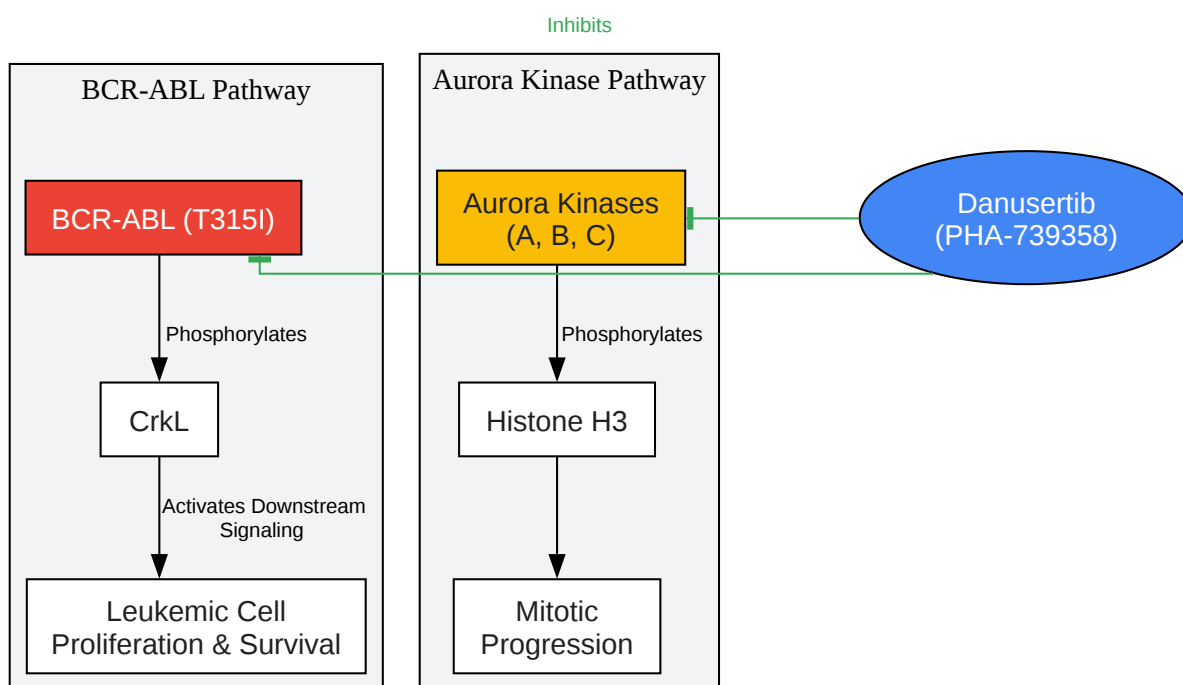 Inhibits
BCR-ABL Pathway
BCR-ABL (T315I)
Phosphorylates
CrkL
Activates Downstream
Signaling
Leukemic Cell
Proliferation & Survival
Aurora Kinase Pathway
Aurora Kinases
(A, B, C)
Phosphorylates
Histone H3
Mitotic
Progression
Danusertib
(PHA-739358)